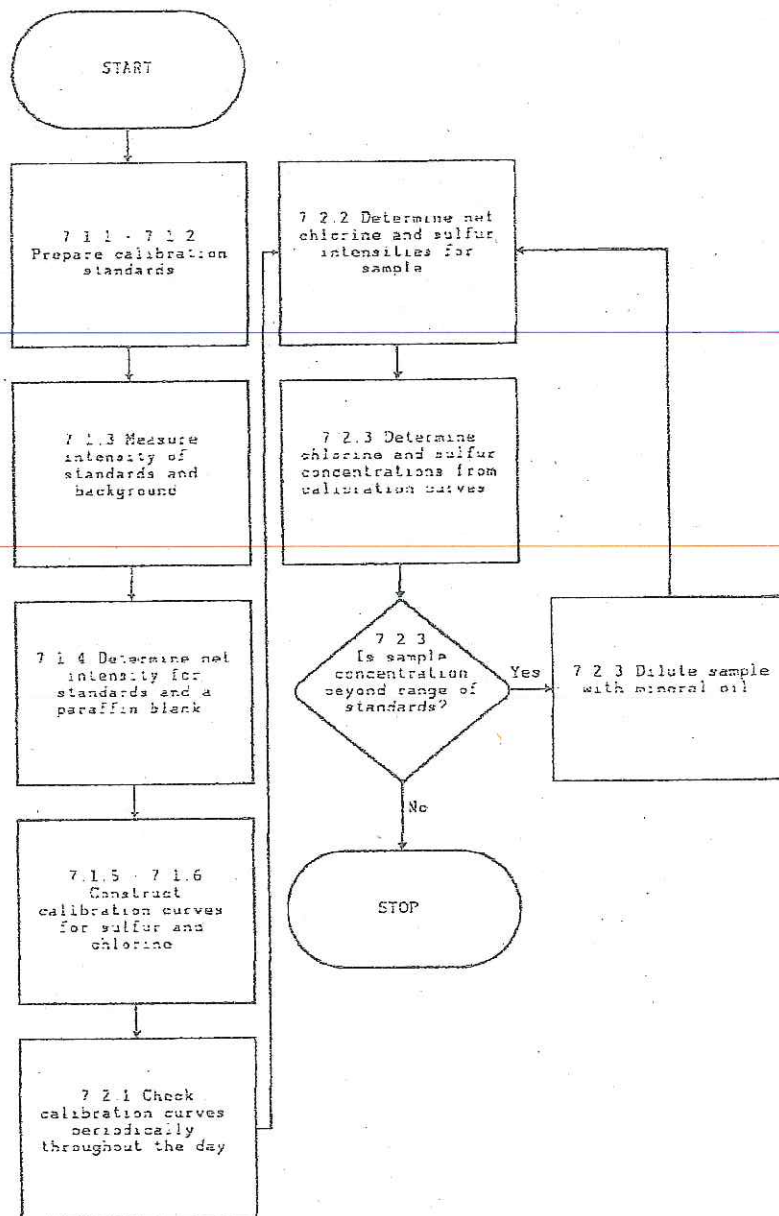 START
7 1 1 - 7 1 2
Prepare calibration
standards
7 1.3 Measure
intensity of
standards and
background
7 1 4 Determine net
intensity for
standards and a
paraffin blank
7.1.5 - 7 1.6
Construct
calibration curves
for sulfur and
chlorine
7 2.1 Check
calibration curves
periodically
throughout the day
7 2.2 Determine net
chlorine and sulfur
intensities for
sample
7 2.3 Determine
chlorine and sulfur
concentrations from
calibration curves
7 2 3
Is sample
concentration
beyond range of
standards?
Yes
7 2 3 Dilute sample
with mineral oil
No
STOP